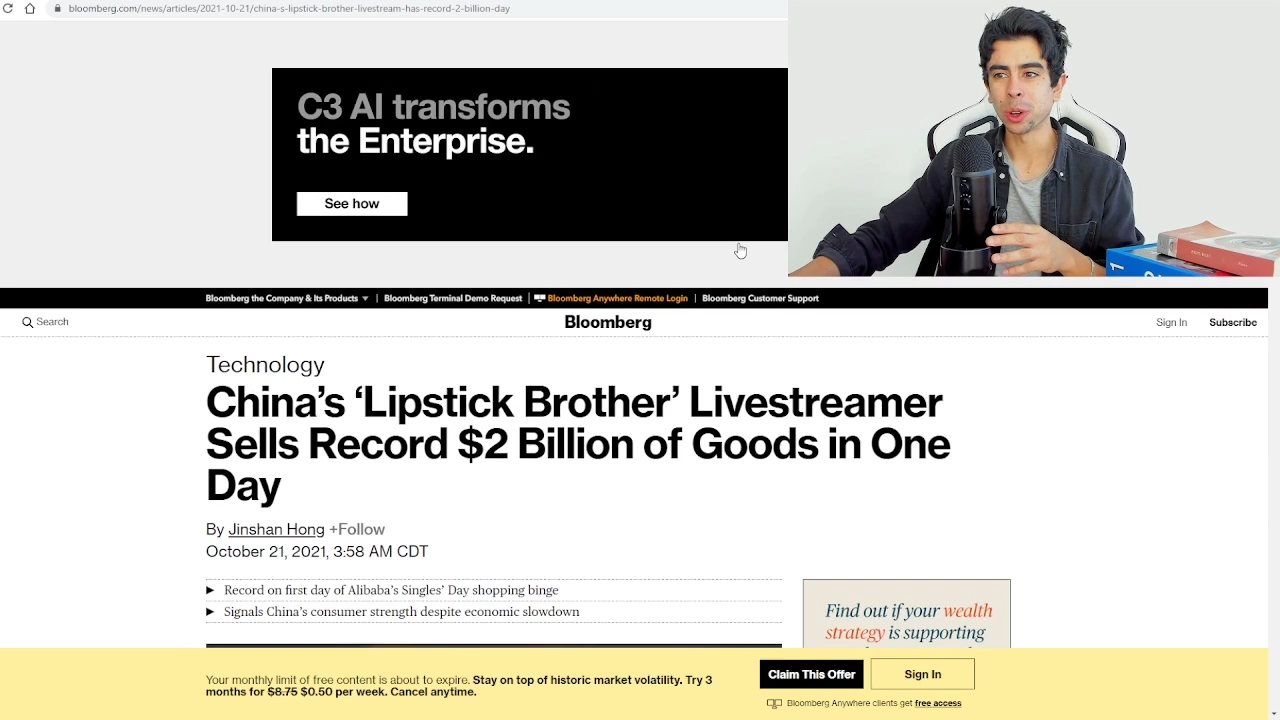 bloomberg.com/news/articles/2021-10-21/china-s-lipstick-brother-livestream-has-record-2-billion-day
C3 AI transforms
the Enterprise.
See how
Bloomberg the Company & Its Products
Bloomberg Terminal Demo Request
Bloomberg Anywhere Remote Login
Bloomberg Customer Support
Search
Bloomberg
Sign In
Subscribe
Technology
China's ‘Lipstick Brother’ Livestreamer
Sells Record $2 Billion of Goods in One
Day
By Jinshan Hong +Follow
October 21, 2021, 3:58 AM CDT
Record on first day of Alibaba's Singles' Day shopping binge
Signals China's consumer strength despite economic slowdown
Find out if your wealth
strategy is supporting
Your monthly limit of free content is about to expire. Stay on top of historic market volatility. Try 3
months for $8.75 $0.50 per week. Cancel anytime.
Claim This Offer
Sign In
Bloomberg Anywhere clients get free access